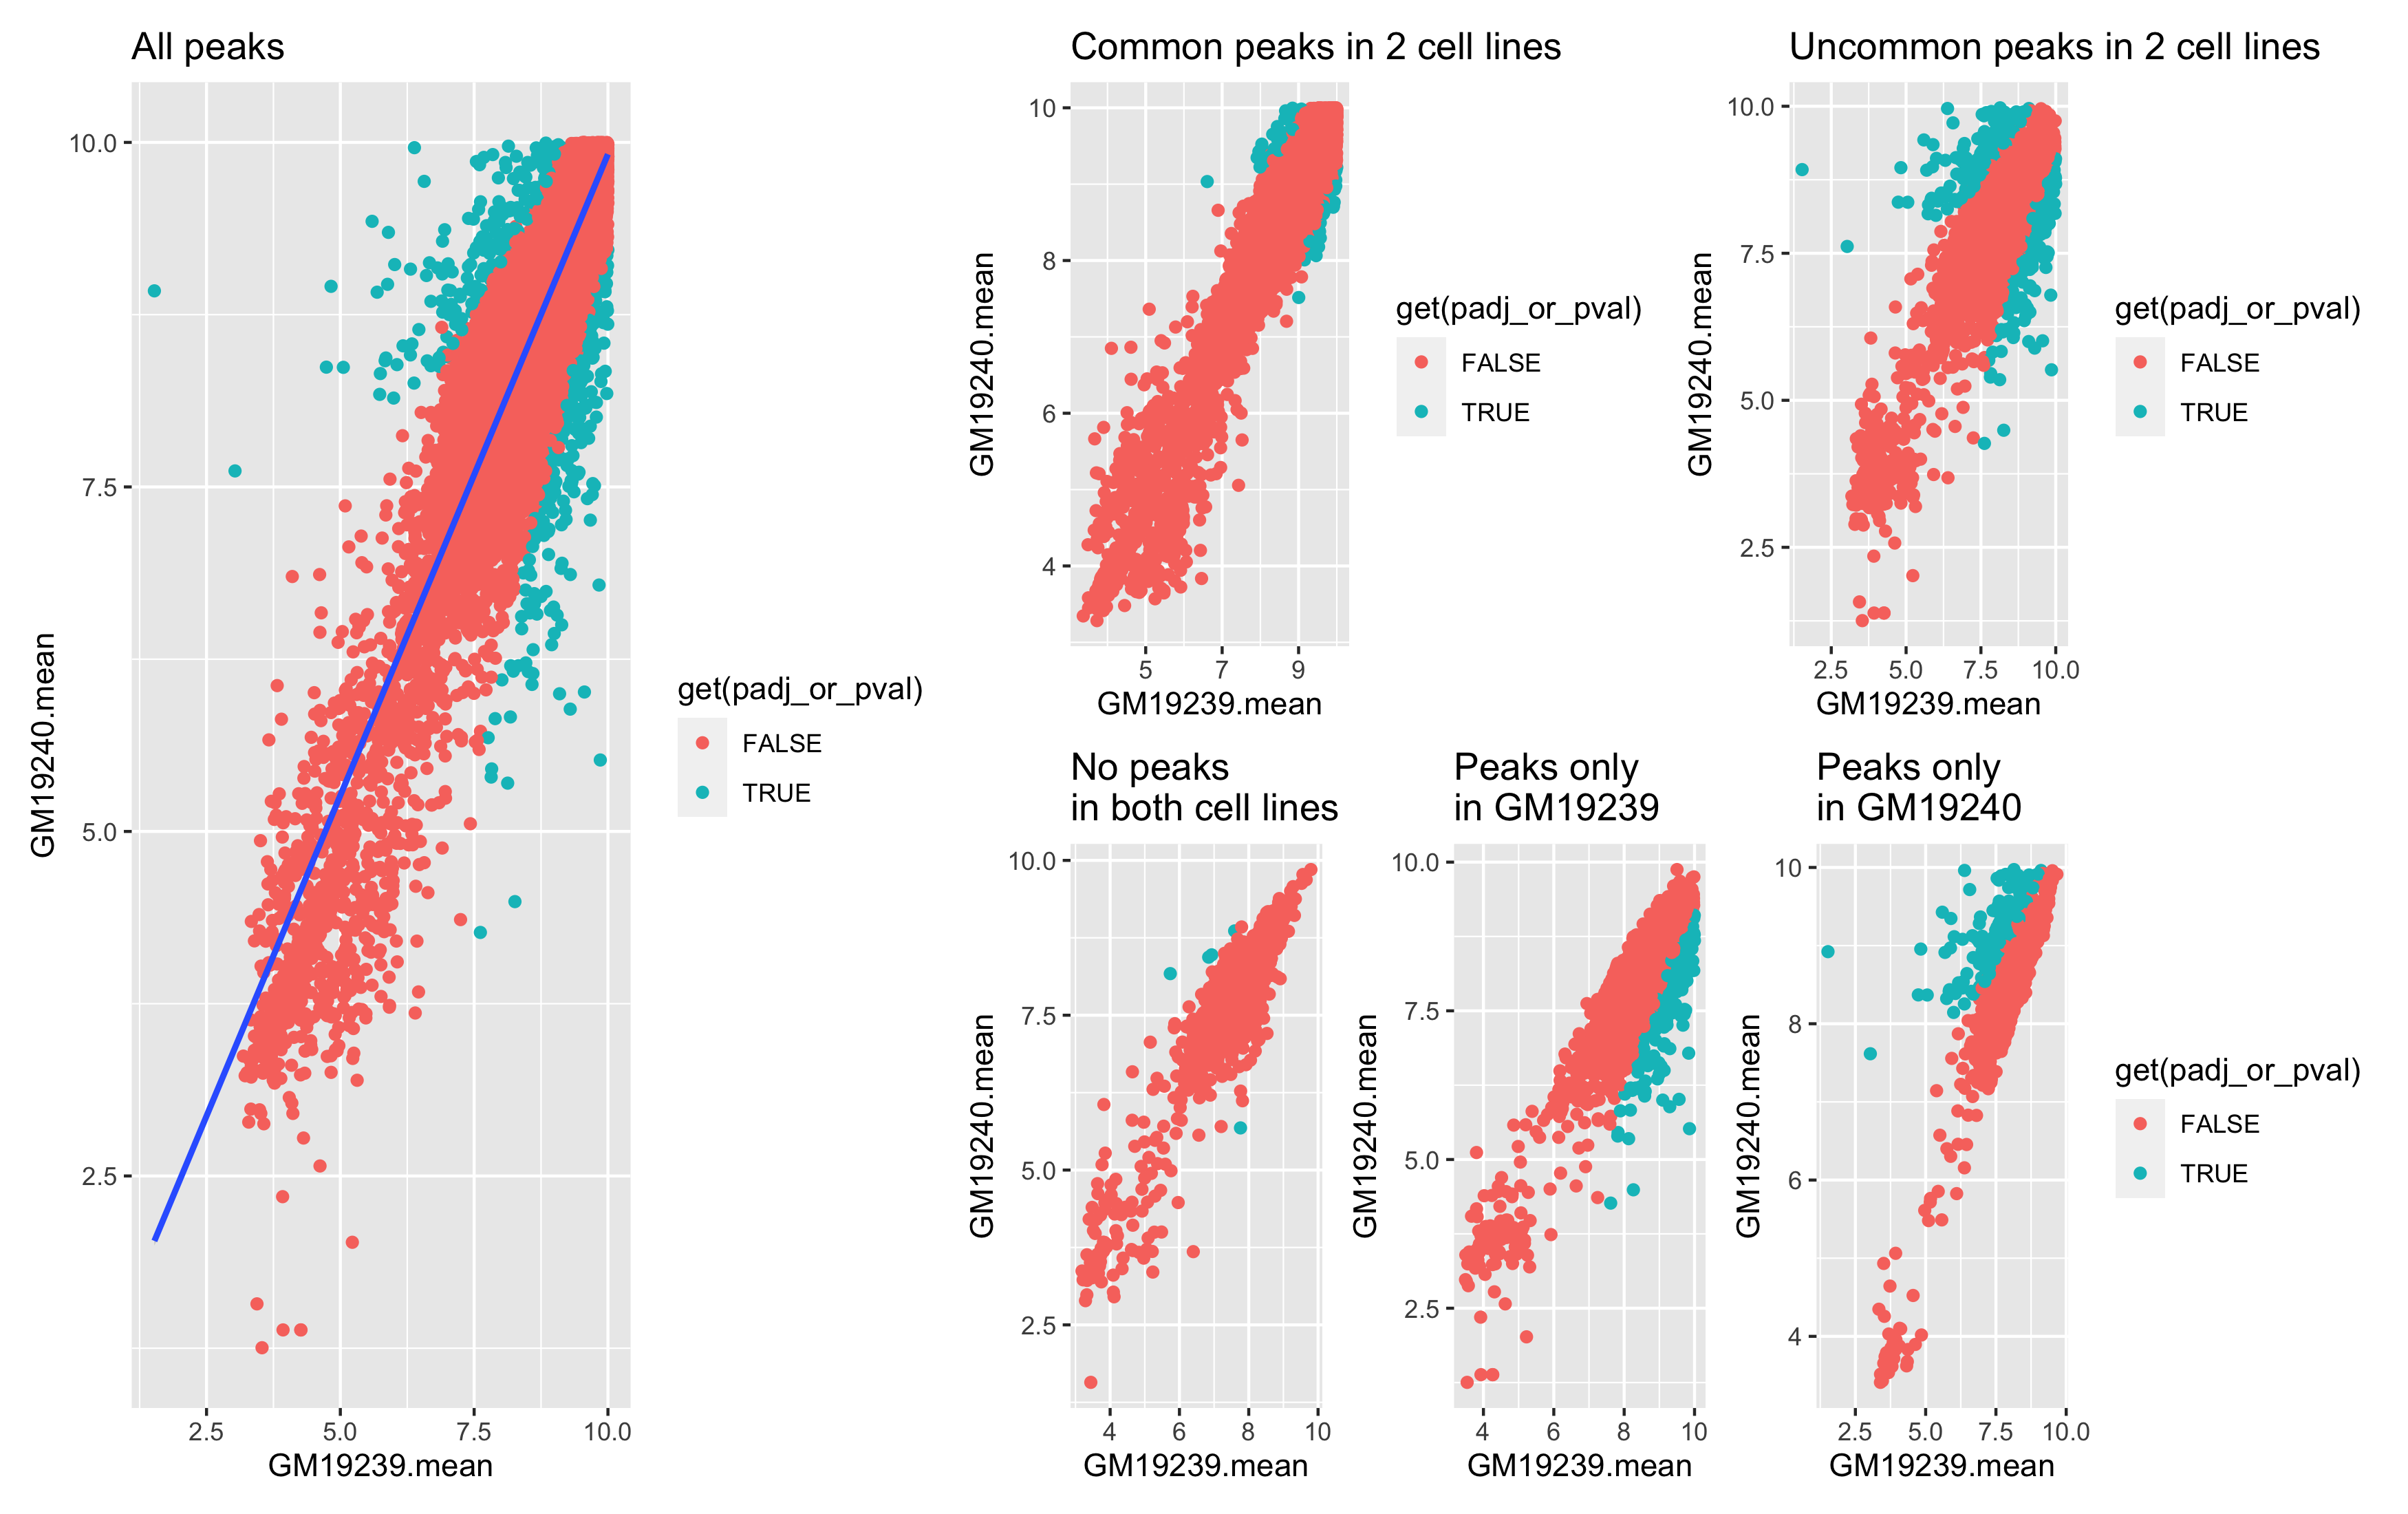 All peaks
10.0
7.5
5.0
2.5
GM19240.mean
2.5 5.0 7.5 10.0
GM19239.mean
get(padj_or_pval)
FALSE
TRUE
Common peaks in 2 cell lines
10
8
6
4
GM19240.mean
5 7 9
GM19239.mean
get(padj_or_pval)
FALSE
TRUE
Uncommon peaks in 2 cell lines
10.0
7.5
5.0
2.5
GM19240.mean
2.5 5.0 7.5 10.0
GM19239.mean
get(padj_or_pval)
FALSE
TRUE
No peaks
in both cell lines
10.0
7.5
5.0
2.5
GM19240.mean
4 6 8 10
GM19239.mean
Peaks only
in GM19239
10.0
7.5
5.0
2.5
GM19240.mean
4 6 8 10
GM19239.mean
Peaks only
in GM19240
10
8
6
4
GM19240.mean
2.5 5.0 7.5 10.0
GM19239.mean
get(padj_or_pval)
FALSE
TRUE